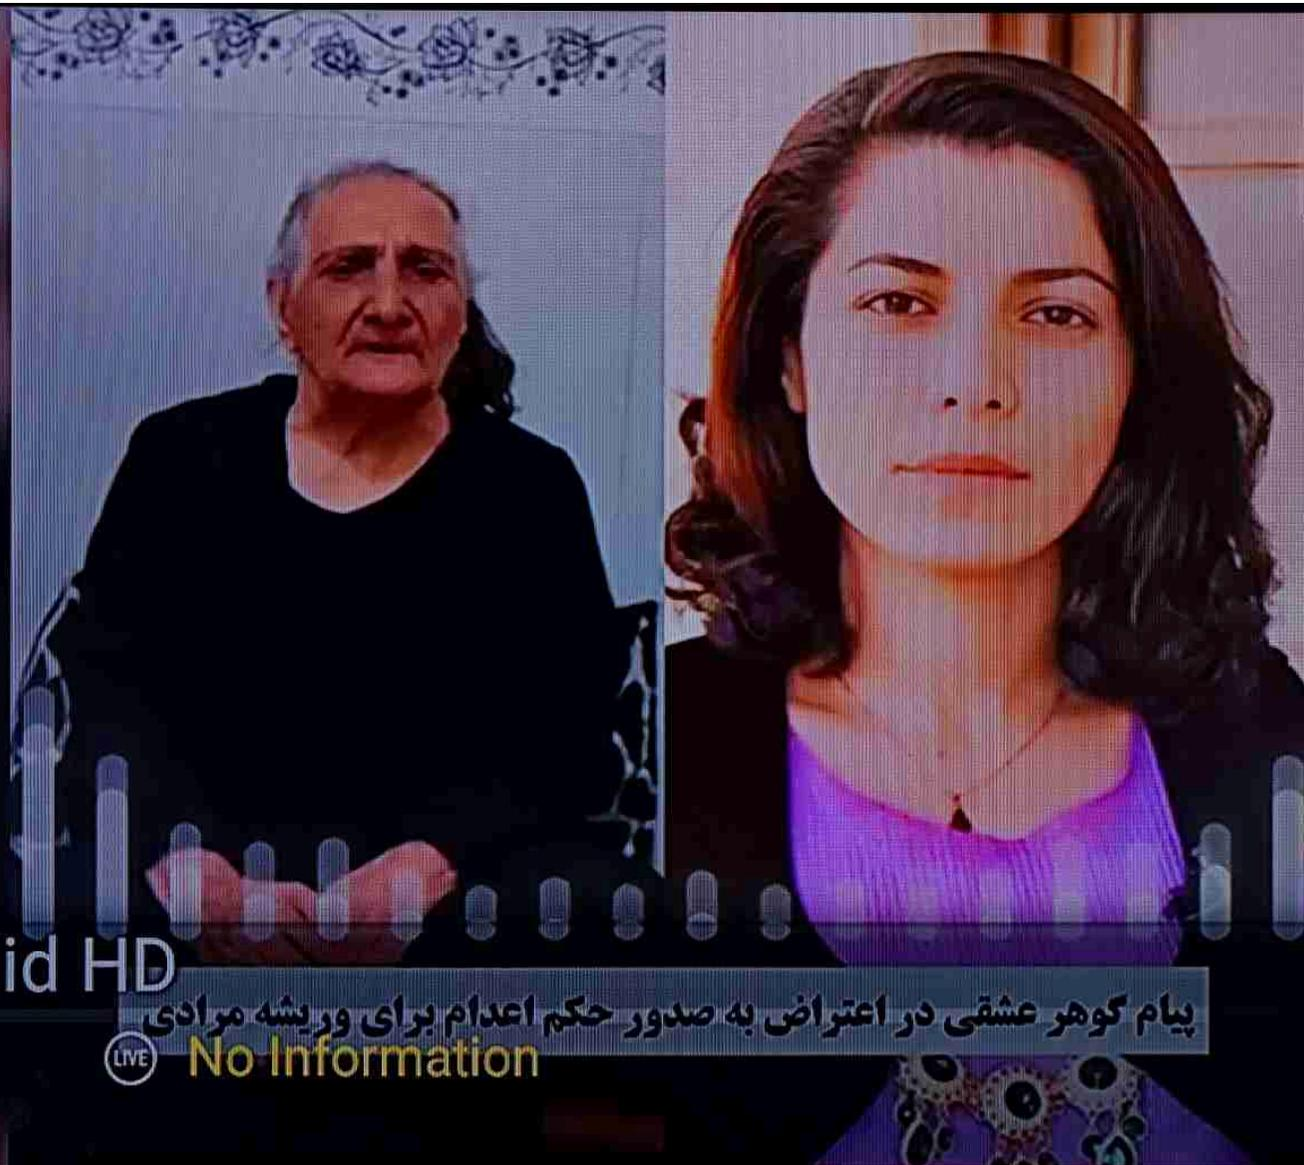 id HD
پیام گوهر عشقی در اعتراض به صدور حکم اعدام برای وریشه مرادی
LIVE
No Information